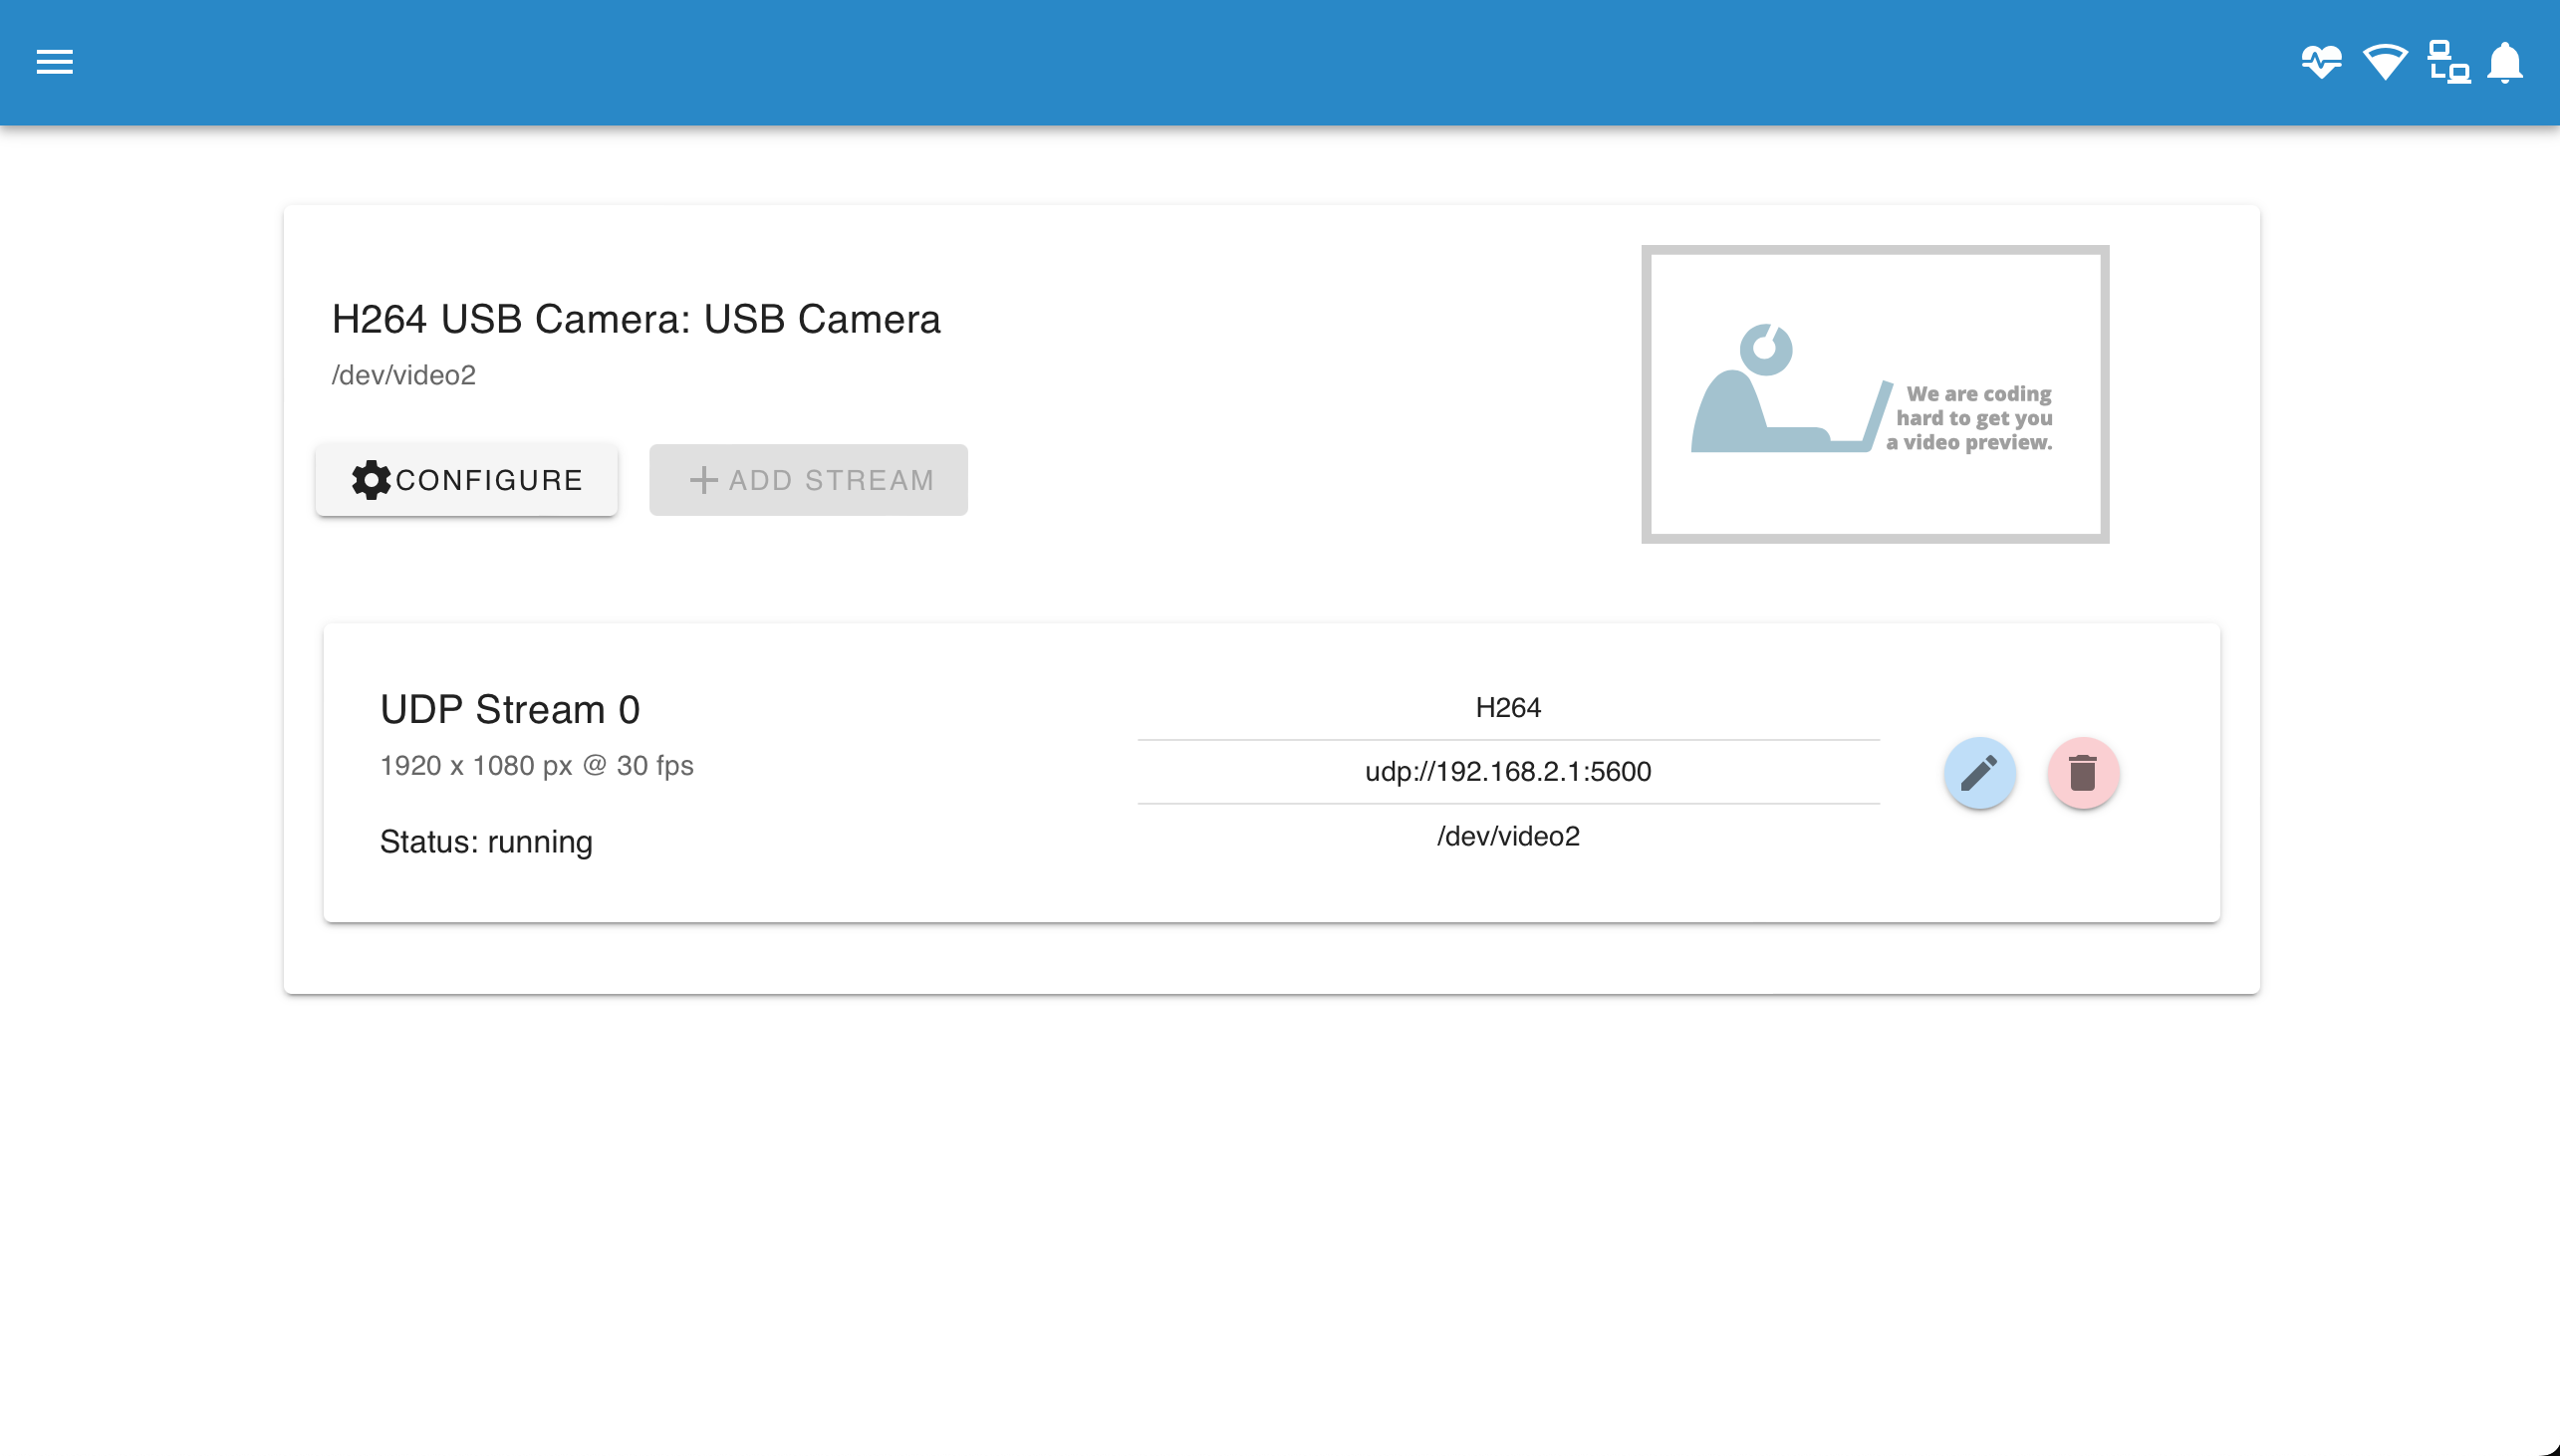 H264 USB Camera: USB Camera
/dev/video2
CONFIGURE
ADD STREAM
We are coding
hard to get you
a video preview.
UDP Stream 0
1920 x 1080 px @ 30 fps
Status: running
H264
udp://192.168.2.1:5600
/dev/video2